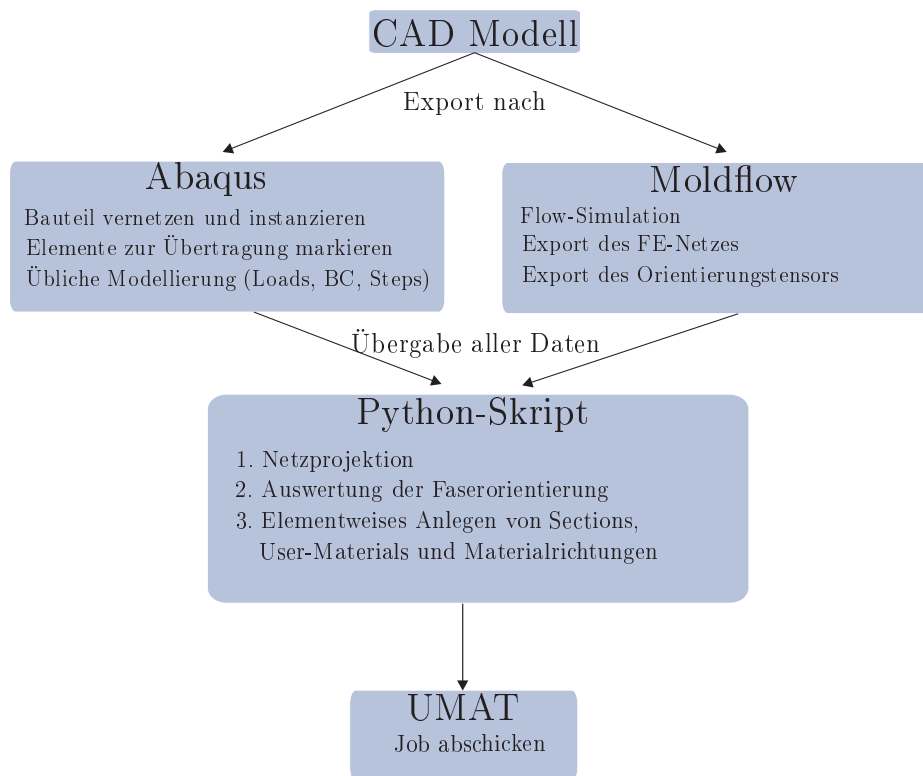 CAD Modell
Export nach
Abaqus
Bauteil vernetzen und instanzieren
Elemente zur Übertragung markieren
Übliche Modellierung (Loads, BC, Steps)
Moldflow
Flow-Simulation
Export des FE-Netzes
Export des Orientierungstensors
Übergabe aller Daten
Python-Skript
1. Netzprojektion
2. Auswertung der Faserorientierung
3. Elementweises Anlegen von Sections,
User-Materials und Materialrichtungen
UMAT
Job abschicken